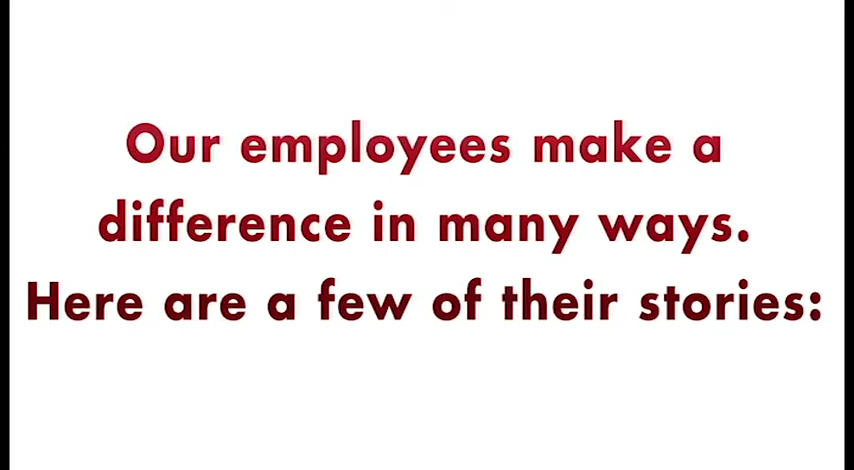 Our employees make a
difference in many ways.
Here are a few of their stories: